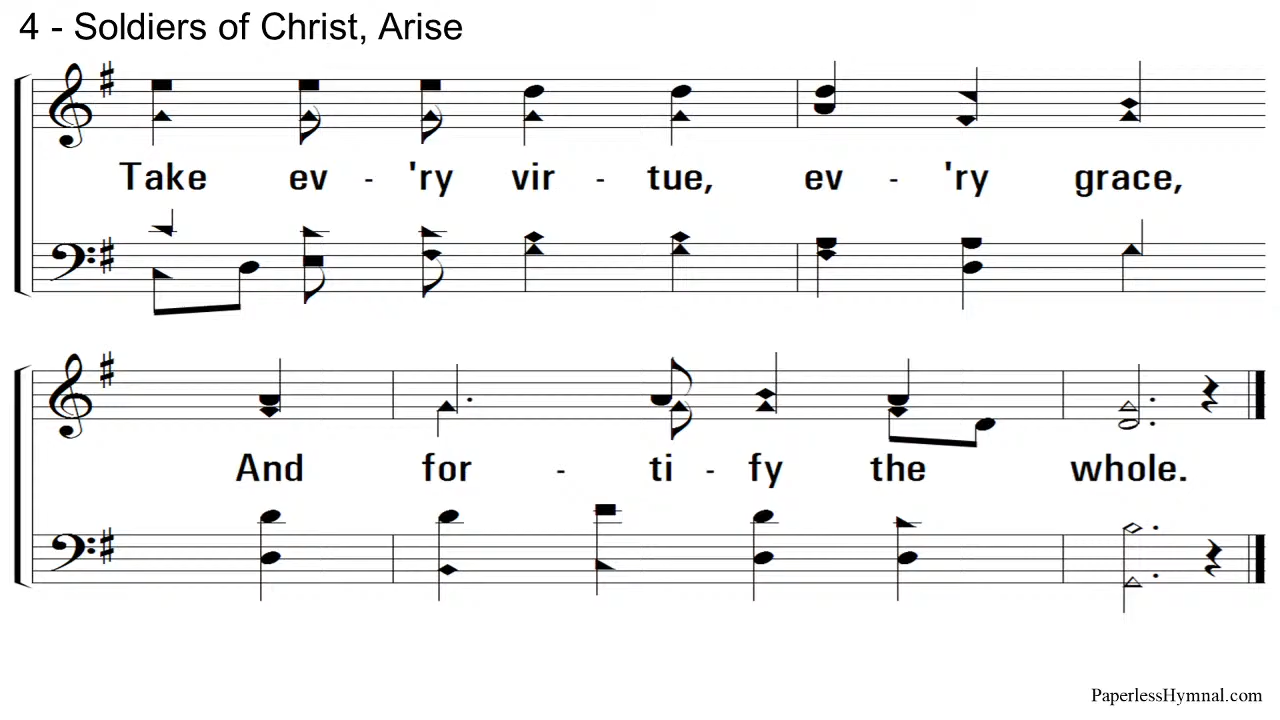 4 - Soldiers of Christ, Arise
Take ev - 'ry vir - tue, ev - 'ry grace,
And for - ti - fy the whole.
PaperlessHymnal.com